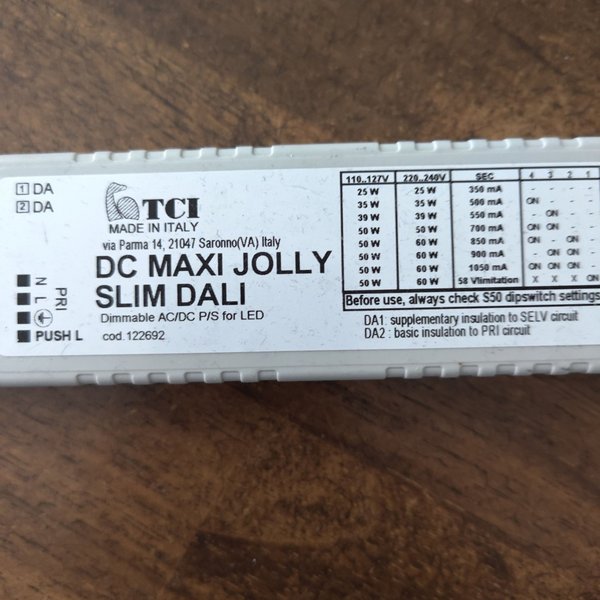 1 DA
2 DA
TCI
MADE IN ITALY
via Parma 14, 21047 Saronno(VA) Italy
DC MAXI JOLLY
SLIM DALI
Dimmable AC/DC P/S for LED
cod.122692
N
L
PRI
PUSH L
110..127V 220..240V SEC 4 3 2 1
25 W 25 W 350 mA - - - -
35 W 35 W 500 mA ON - - -
39 W 39 W 550 mA - ON - -
50 W 50 W 700 mA ON ON - -
50 W 60 W 850 mA ON - ON -
50 W 60 W 900 mA - ON ON -
50 W 60 W 1050 mA ON ON ON ON
50 W 60 W 58 Vlimitation X X X ON
Before use, always check S50 dipswitch settings
DA1: supplementary insulation to SELV circuit
DA2 : basic insulation to PRI circuit